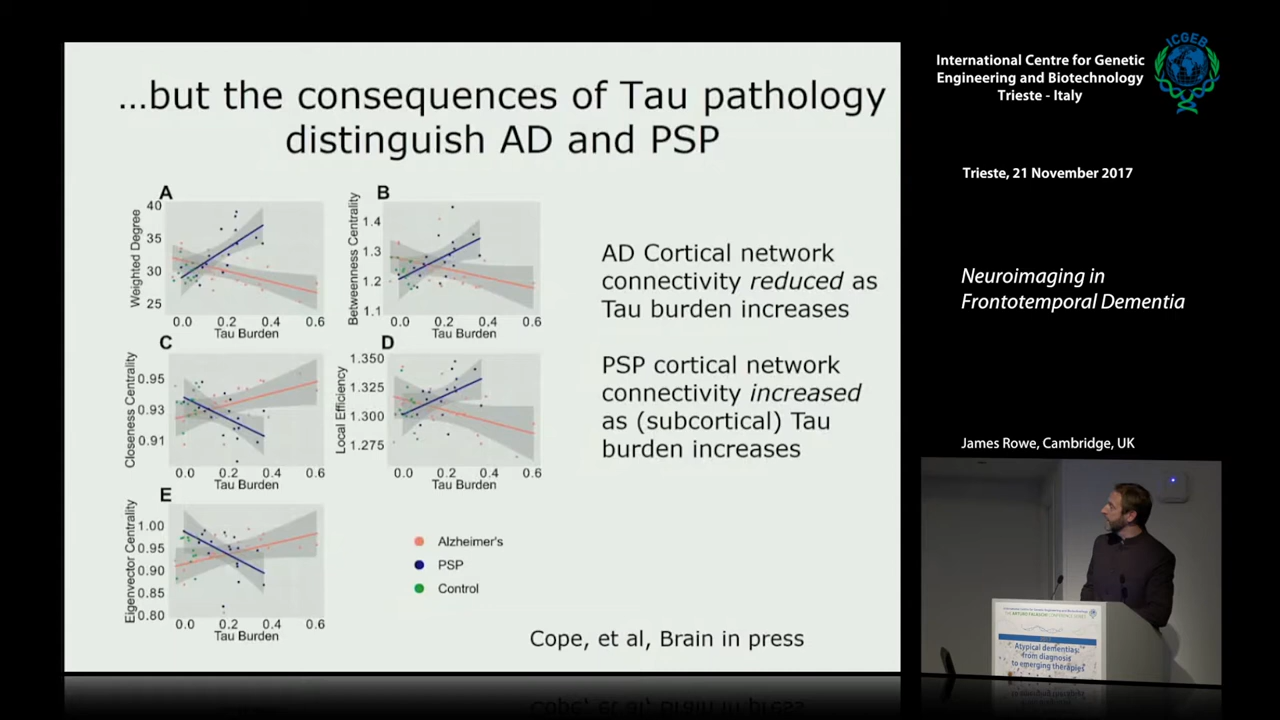 ...but the consequences of Tau pathology
distinguish AD and PSP
A
Weighted Degree
40
35
30
25
0.0 0.2 0.4 0.6
Tau Burden
B
Betweenness Centrality
1.4
1.3
1.2
1.1
0.0 0.2 0.4 0.6
Tau Burden
C
Closeness Centrality
0.95
0.93
0.91
0.0 0.2 0.4 0.6
Tau Burden
D
Local Efficiency
1.350
1.325
1.300
1.275
0.0 0.2 0.4 0.6
Tau Burden
E
Eigenvector Centrality
1.00
0.95
0.90
0.85
0.80
0.0 0.2 0.4 0.6
Tau Burden
Alzheimer's
PSP
Control
AD Cortical network
connectivity reduced as
Tau burden increases
PSP cortical network
connectivity increased
as (subcortical) Tau
burden increases
Cope, et al, Brain in press
International Centre for Genetic
Engineering and Biotechnology
Trieste - Italy
ICGEB
Trieste, 21 November 2017
Neuroimaging in
Frontotemporal Dementia
James Rowe, Cambridge, UK
Atypical dementias:
from diagnosis
to emerging therapies